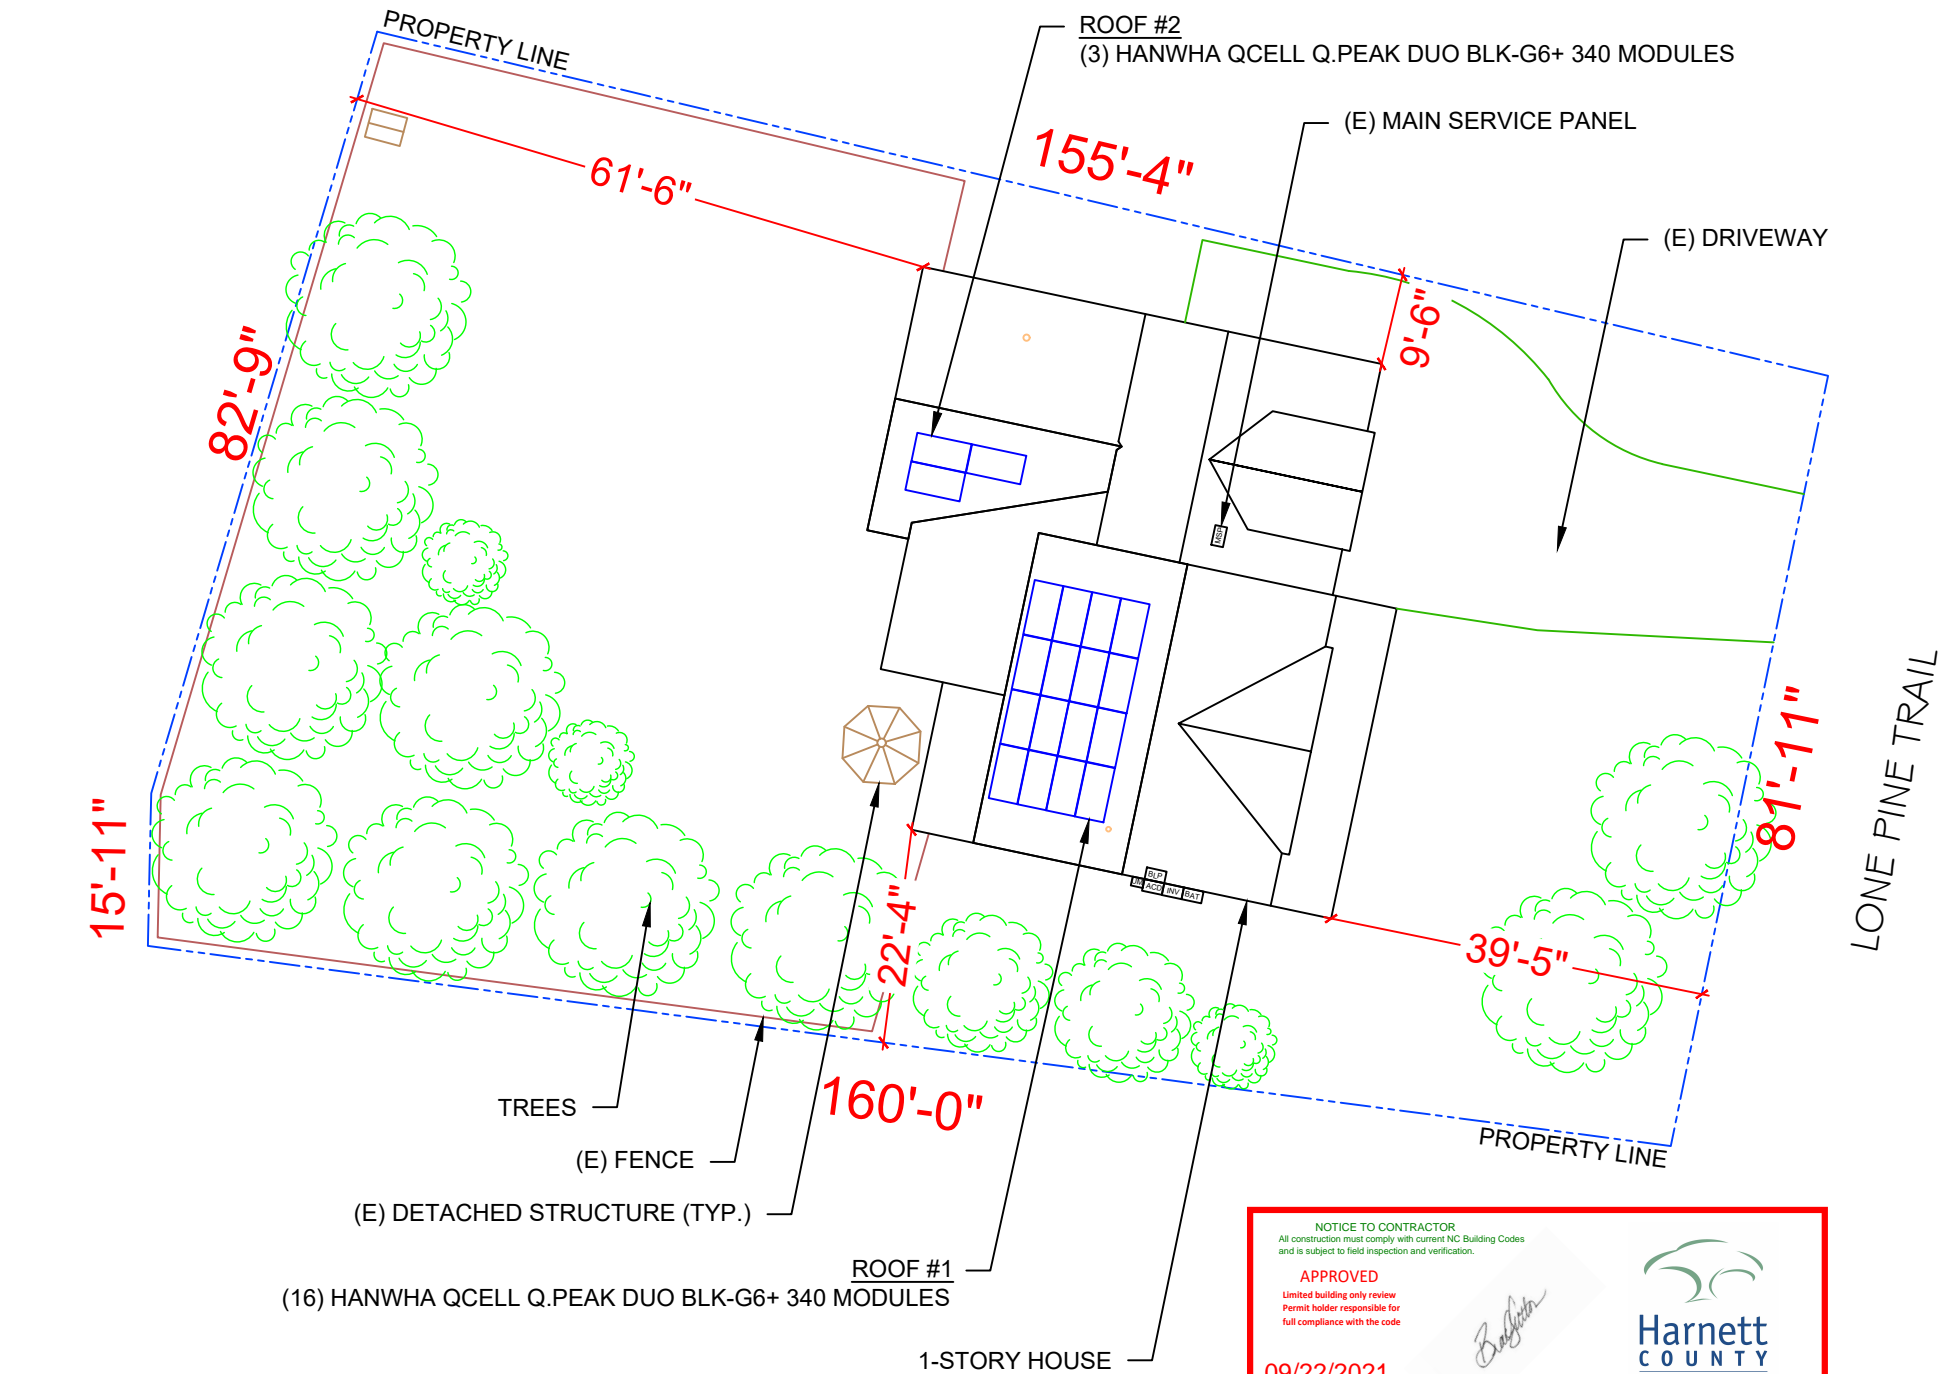 PROPERTY LINE
ROOF #2
(3) HANWHA QCELL Q.PEAK DUO BLK-G6+ 340 MODULES
(E) MAIN SERVICE PANEL
155'-4"
61'-6"
(E) DRIVEWAY
9'-6"
82'-9"
MSP
LONE PINE TRAIL
81'-11"
15'-11"
22'-4"
UM
BLP
ACD
INV
BAT
39'-5"
160'-0"
TREES
PROPERTY LINE
(E) FENCE
(E) DETACHED STRUCTURE (TYP.)
ROOF #1
(16) HANWHA QCELL Q.PEAK DUO BLK-G6+ 340 MODULES
1-STORY HOUSE
NOTICE TO CONTRACTOR
All construction must comply with current NC Building Codes
and is subject to field inspection and verification.
APPROVED
Limited building only review
Permit holder responsible for
full compliance with the code
09/22/2021
Harnett
COUNTY